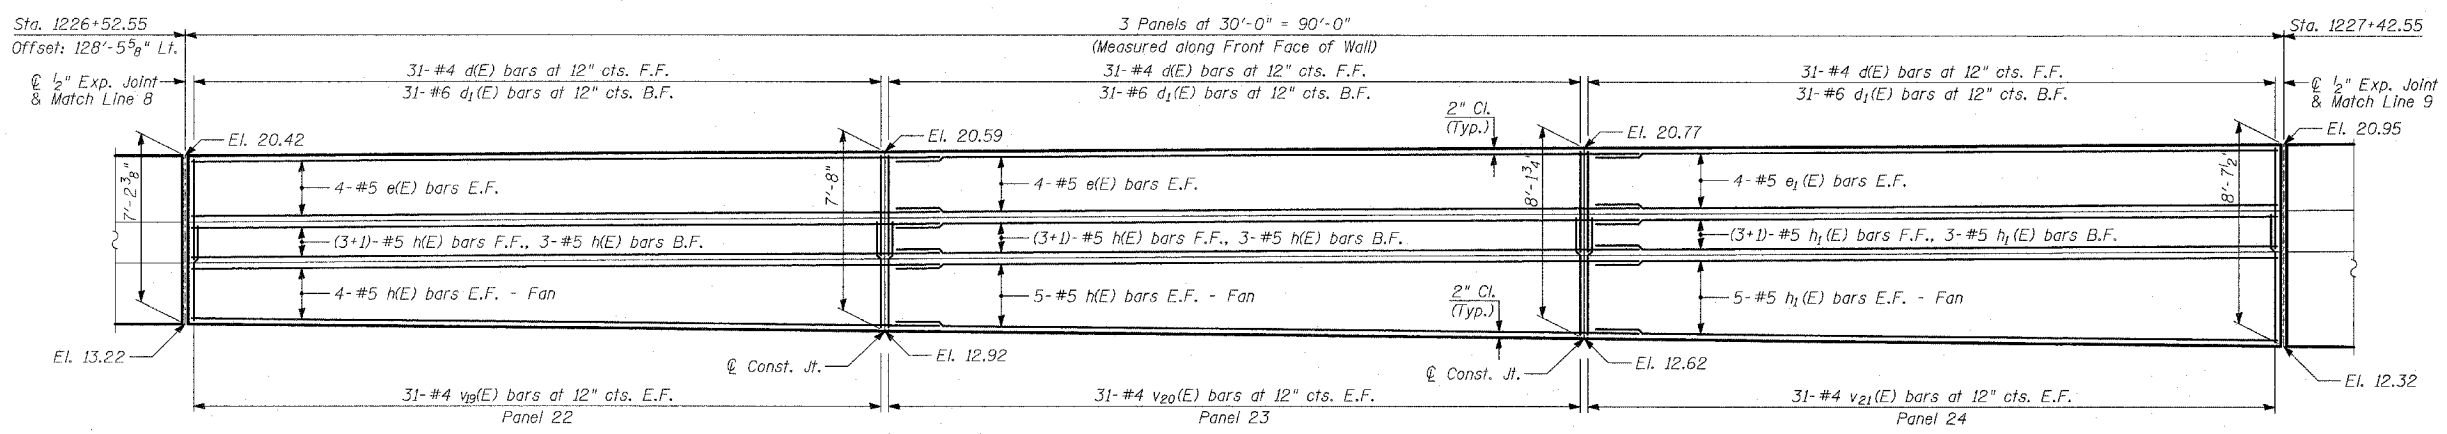 Sta. 1226+52.55
Offset: 128'-5 5/8" Lt.
3 Panels at 30'-0" = 90'-0"
(Measured along Front Face of Wall)
Sta. 1227+42.55
℄ 1/2" Exp. Joint
& Match Line 8
31-#4 d(E) bars at 12" cts. F.F.
31-#6 d1(E) bars at 12" cts. B.F.
31-#4 d(E) bars at 12" cts. F.F.
31-#6 d1(E) bars at 12" cts. B.F.
31-#4 d(E) bars at 12" cts. F.F.
31-#6 d1(E) bars at 12" cts. B.F.
℄ 1/2" Exp. Joint
& Match Line 9
El. 20.42
El. 20.59
2" Cl.
(Typ.)
El. 20.77
El. 20.95
7'-2 3/8"
4-#5 e(E) bars E.F.
7'-8"
4-#5 e(E) bars E.F.
8'-1 3/4"
4-#5 e1(E) bars E.F.
8'-7 1/2"
(3+1)-#5 h(E) bars F.F., 3-#5 h(E) bars B.F.
(3+1)-#5 h(E) bars F.F., 3-#5 h(E) bars B.F.
(3+1)-#5 h1(E) bars F.F., 3-#5 h1(E) bars B.F.
4-#5 h(E) bars E.F. - Fan
5-#5 h(E) bars E.F. - Fan
2" Cl.
(Typ.)
5-#5 h1(E) bars E.F. - Fan
El. 13.22
℄ Const. Jt.
El. 12.92
℄ Const. Jt.
El. 12.62
El. 12.32
31-#4 v19(E) bars at 12" cts. E.F.
Panel 22
31-#4 v20(E) bars at 12" cts. E.F.
Panel 23
31-#4 v21(E) bars at 12" cts. E.F.
Panel 24